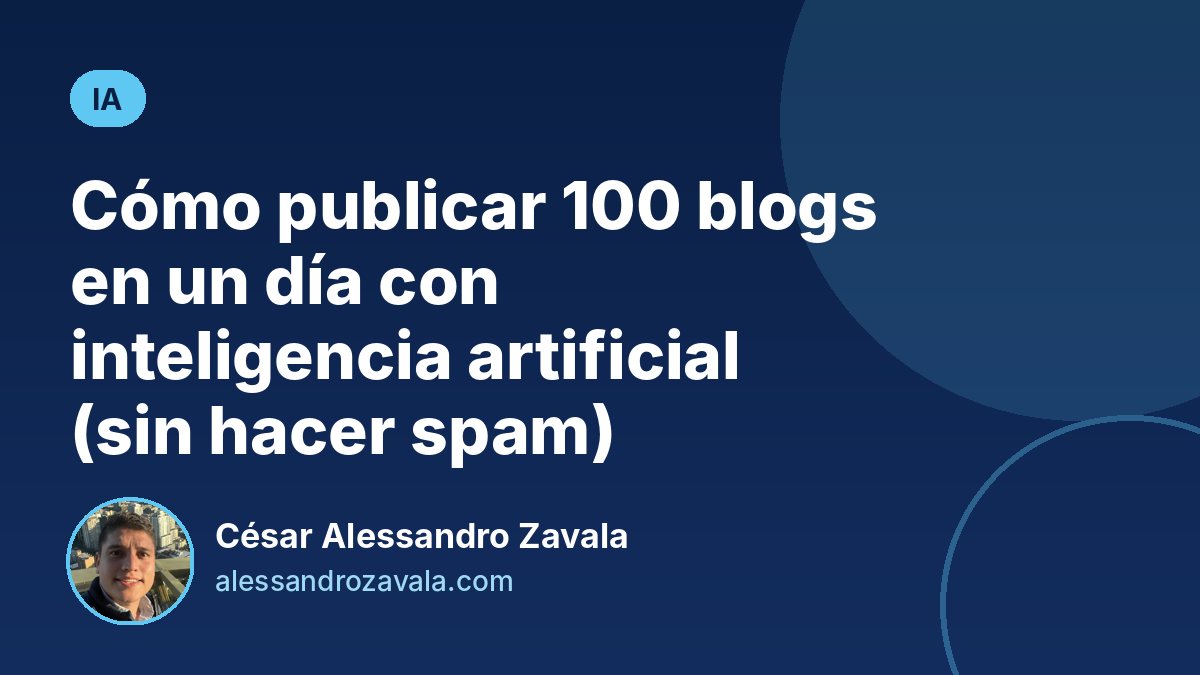 IA
Cómo publicar 100 blogs
en un día con
inteligencia artificial
(sin hacer spam)
César Alessandro Zavala
alessandrozavala.com